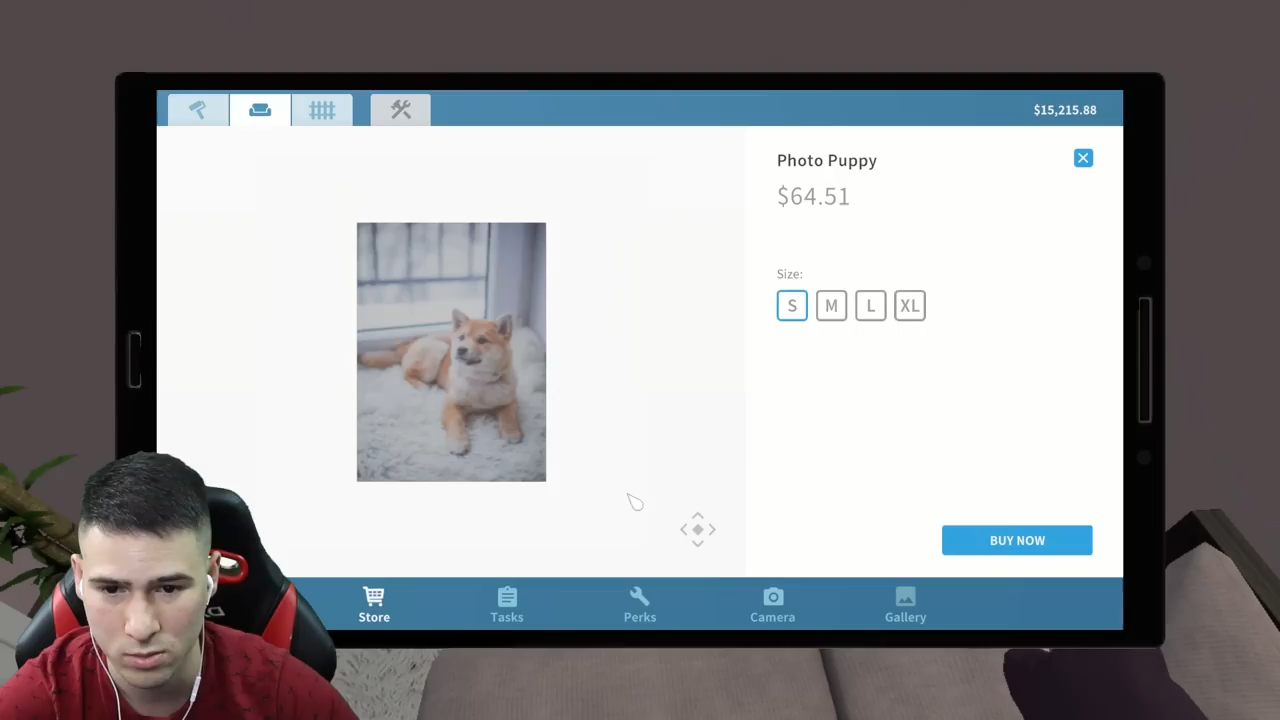 $15,215.88
Photo Puppy
$64.51
Size:
S M L XL
BUY NOW
Store Tasks Perks Camera Gallery